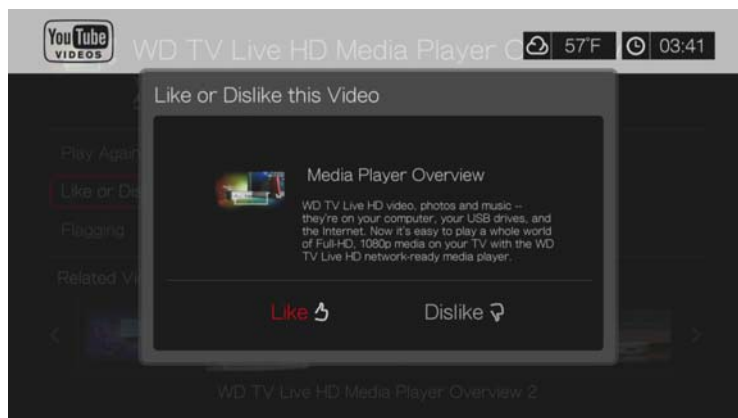 You Tube
VIDEOS
WD TV Live HD Media Player
57°F
03:41
Like or Dislike this Video
Play Again
Like or Dis
Flagging
Related Vi
Media Player Overview
WD TV Live HD video, photos and music --
they're on your computer, your USB drives, and
the Internet. Now it's easy to play a whole world
of Full-HD, 1080p media on your TV with the WD
TV Live HD network-ready media player.
Like
Dislike
WD TV Live HD Media Player Overview 2